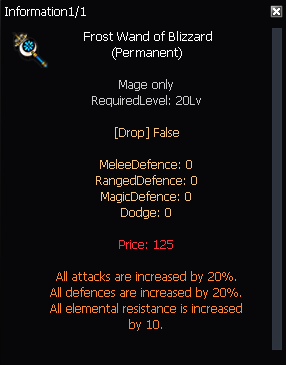 Information1/1
Frost Wand of Blizzard
(Permanent)
Mage only
RequiredLevel: 20Lv
[Drop] False
MeleeDefence: 0
RangedDefence: 0
MagicDefence: 0
Dodge: 0
Price: 125
All attacks are increased by 20%.
All defences are increased by 20%.
All elemental resistance is increased
by 10.